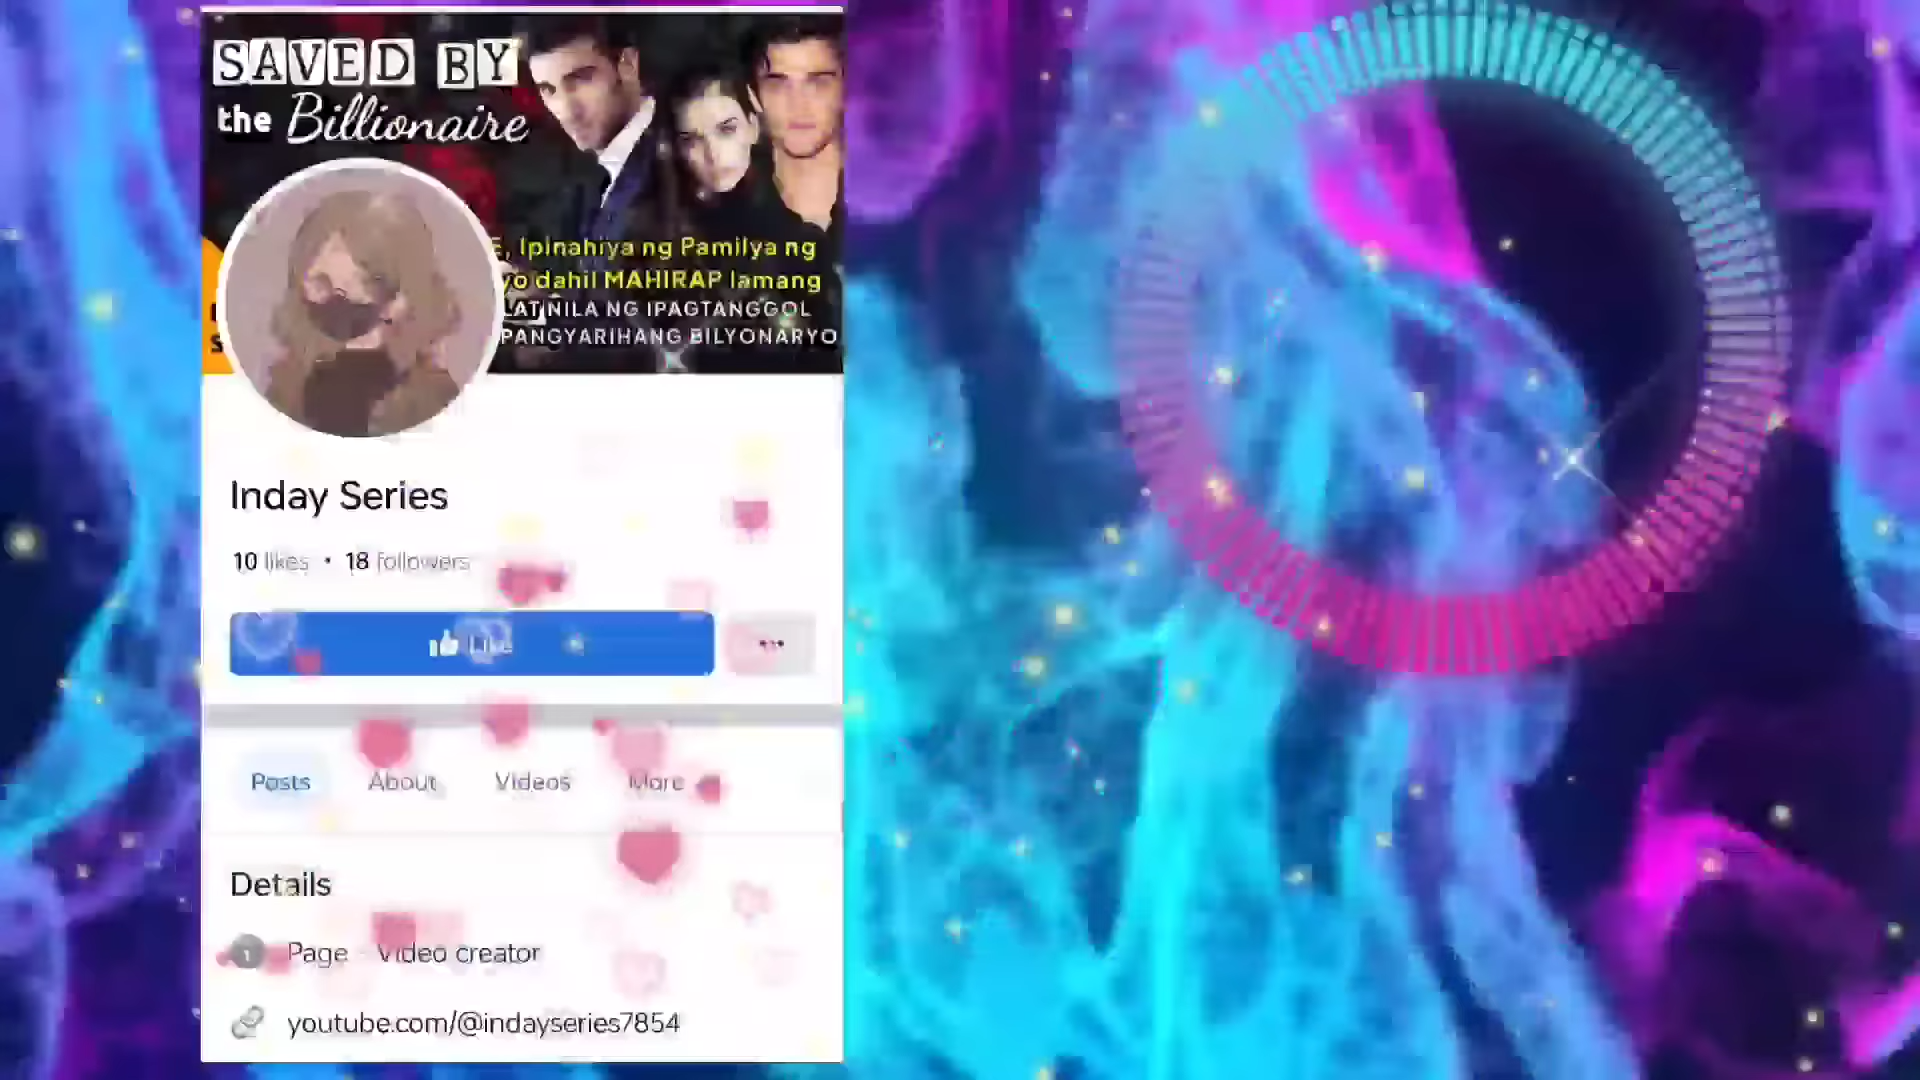 SAVED BY
the Billionaire
E, Ipinahiya ng Pamilya ng
yo dahil MAHIRAP lamang
NILA NG IPAGTANGGOL
PANGYARIHANG BILYONARYO
Inday Series
10 likes • 18 followers
Like
Posts About Videos More
Details
Page · Video creator
youtube.com/@indayseries7854